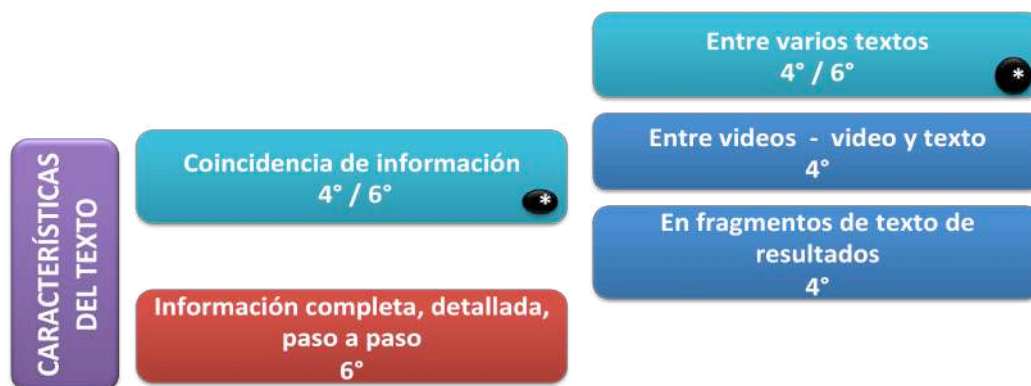 CARACTERÍSTICAS
DEL TEXTO
Coincidencia de información
4° / 6°
*
Información completa, detallada,
paso a paso
6°
Entre varios textos
4° / 6°
*
Entre videos - video y texto
4°
En fragmentos de texto de
resultados
4°